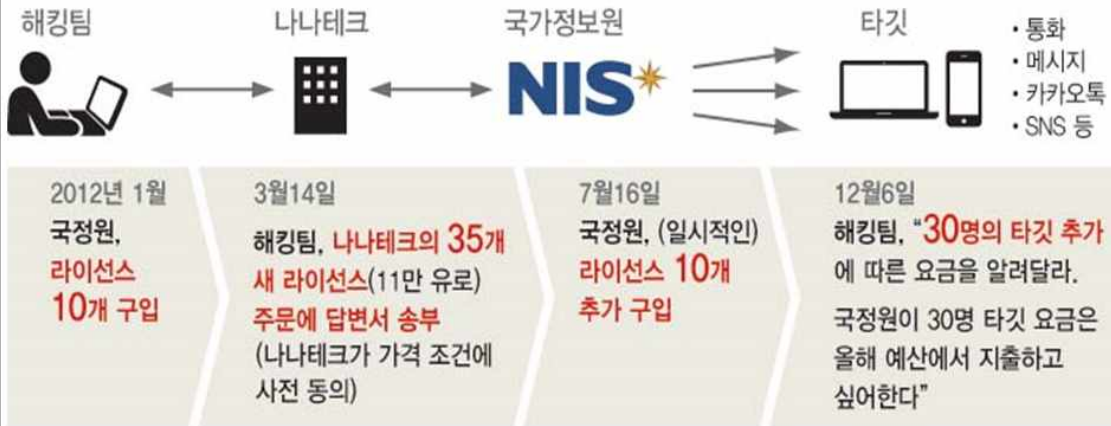 해킹팀
나나테크
국가정보원
타깃
NIS
• 통화
• 메시지
• 카카오톡
• SNS 등
2012년 1월
국정원,
라이선스
10개 구입
3월14일
해킹팀, 나나테크의 35개
새 라이선스(11만 유로)
주문에 답변서 송부
(나나테크가 가격 조건에
사전 동의)
7월16일
국정원, (일시적인)
라이선스 10개
추가 구입
12월6일
해킹팀, “30명의 타깃 추가
에 따른 요금을 알려달라.
국정원이 30명 타깃 요금은
올해 예산에서 지출하고
싶어한다”